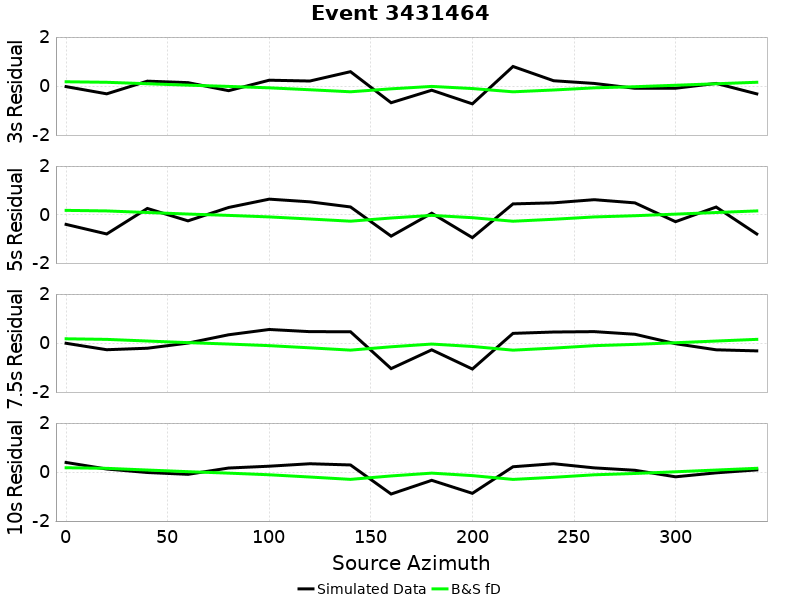 Event 3431464
3s Residual
2
0
-2
5s Residual
2
0
-2
7.5s Residual
2
0
-2
10s Residual
2
0
-2
0 50 100 150 200 250 300
Source Azimuth
Simulated Data B&S fD